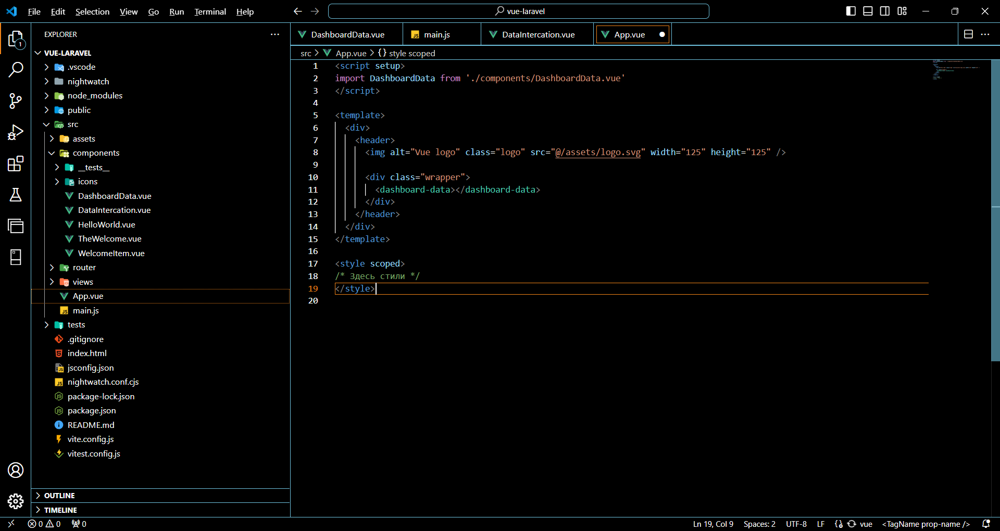 File Edit Selection View Go Run Terminal Help
vue-laravel
EXPLORER
1
VUE-LARAVEL
.vscode
nightwatch
node_modules
public
src
assets
components
__tests__
icons
DashboardData.vue
DataIntercation.vue
HelloWorld.vue
TheWelcome.vue
WelcomeItem.vue
router
views
App.vue
main.js
tests
.gitignore
index.html
jsconfig.json
nightwatch.conf.cjs
package-lock.json
package.json
README.md
vite.config.js
vitest.config.js
OUTLINE
TIMELINE
DashboardData.vue main.js DataIntercation.vue App.vue
src > App.vue > {} style scoped
1 <script setup>
2 import DashboardData from './components/DashboardData.vue'
3 </script>
4
5 <template>
6 <div>
7 <header>
8 <img alt="Vue logo" class="logo" src="@/assets/logo.svg" width="125" height="125" />
9
10 <div class="wrapper">
11 <dashboard-data></dashboard-data>
12 </div>
13 </header>
14 </div>
15 </template>
16
17 <style scoped>
18 /* Здесь стили */
19 </style>
20
0 0 0 Ln 19, Col 9 Spaces: 2 UTF-8 LF vue <TagName prop-name />